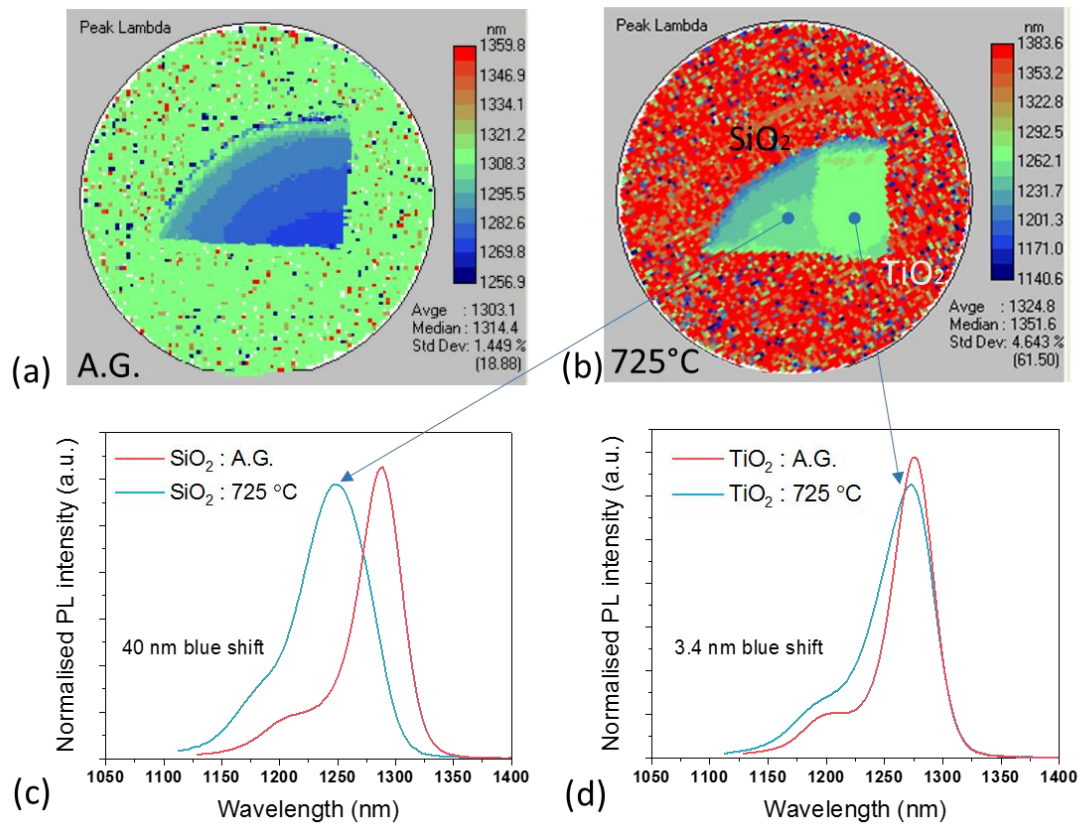 Peak Lambda
nm
1359.8
1346.9
1334.1
1321.2
1308.3
1295.5
1282.6
1269.8
1256.9
Avge : 1303.1
Median : 1314.4
Std Dev: 1.449 %
(18.88)
(a)
A.G.
Peak Lambda
nm
1383.6
1353.2
1322.8
1292.5
1262.1
1231.7
1201.3
1171.0
1140.6
SiO₂
TiO₂
Avge : 1324.8
Median : 1351.6
Std Dev: 4.643 %
(61.50)
(b)
725°C
Normalised PL intensity (a.u.)
SiO₂ : A.G.
SiO₂ : 725 °C
40 nm blue shift
1050 1100 1150 1200 1250 1300 1350 1400
Wavelength (nm)
(c)
Normalised PL intensity (a.u.)
TiO₂ : A.G.
TiO₂ : 725 °C
3.4 nm blue shift
1050 1100 1150 1200 1250 1300 1350 1400
Wavelength (nm)
(d)